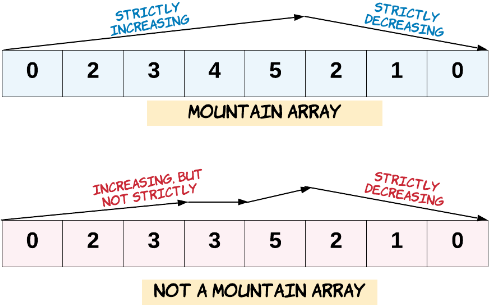 STRICTLY
INCREASING
STRICTLY
DECREASING
0 2 3 4 5 2 1 0
MOUNTAIN ARRAY
INCREASING, BUT
NOT STRICTLY
STRICTLY
DECREASING
0 2 3 3 5 2 1 0
NOT A MOUNTAIN ARRAY